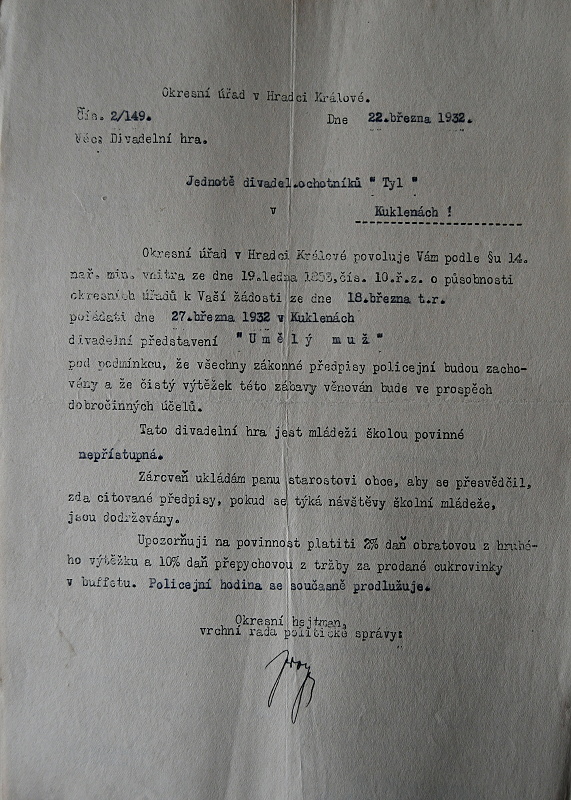 Okresní úřad v Hradci Králové.
Čís. 2/149. Dne 22.března 1932.
Věc: Divadelní hra.
Jednotě divadel.ochotníků " Tyl "
v Kuklenách !
Okresní úřad v Hradci Králové povoluje Vám podle §u 14.
nař. min. vnitra ze dne 19.ledna 1853,čís. 10.ř.z. o působnosti
okresních úřadů k Vaší žádosti ze dne 18.března t.r.
pořádati dne 27.března 1932 v Kuklenách
divadelní představení "Umělý muž"
pod podmínkou, že všechny zákonné předpisy policejní budou zacho-
vány a že čistý výtěžek této zábavy věnován bude ve prospěch
dobročinných účelů.
Tato divadelní hra jest mládeži školou povinné
nepřístupná.
Zároveň ukládám panu starostovi obce, aby se přesvědčil,
zda citované předpisy, pokud se týká návštěvy školní mládeže,
jsou dodržovány.
Upozorňuji na povinnost platiti 2% daň obratovou z hrubé-
ho výtěžku a 10% daň přepychovou z tržby za prodané cukrovinky
v buffetu. Policejní hodina se současně prodlužuje.
Okresní hejtman,
vrchní rada politické správy: